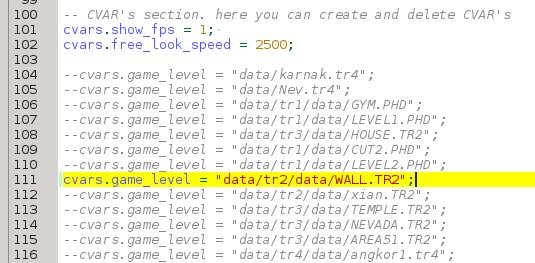 99
100 -- CVAR's section. here you can create and delete CVAR's
101 cvars.show_fps = 1;
102 cvars.free_look_speed = 2500;
103
104 --cvars.game_level = "data/karnak.tr4";
105 --cvars.game_level = "data/Nev.tr4";
106 --cvars.game_level = "data/tr1/data/GYM.PHD";
107 --cvars.game_level = "data/tr1/data/LEVEL1.PHD";
108 --cvars.game_level = "data/tr3/data/HOUSE.TR2";
109 --cvars.game_level = "data/tr1/data/CUT2.PHD";
110 --cvars.game_level = "data/tr1/data/LEVEL2.PHD";
111 cvars.game_level = "data/tr2/data/WALL.TR2";
112 --cvars.game_level = "data/tr2/data/xian.TR2";
113 --cvars.game_level = "data/tr3/data/TEMPLE.TR2";
114 --cvars.game_level = "data/tr3/data/NEVADA.TR2";
115 --cvars.game_level = "data/tr3/data/AREA51.TR2";
116 --cvars.game_level = "data/tr4/data/angkor1.tr4";